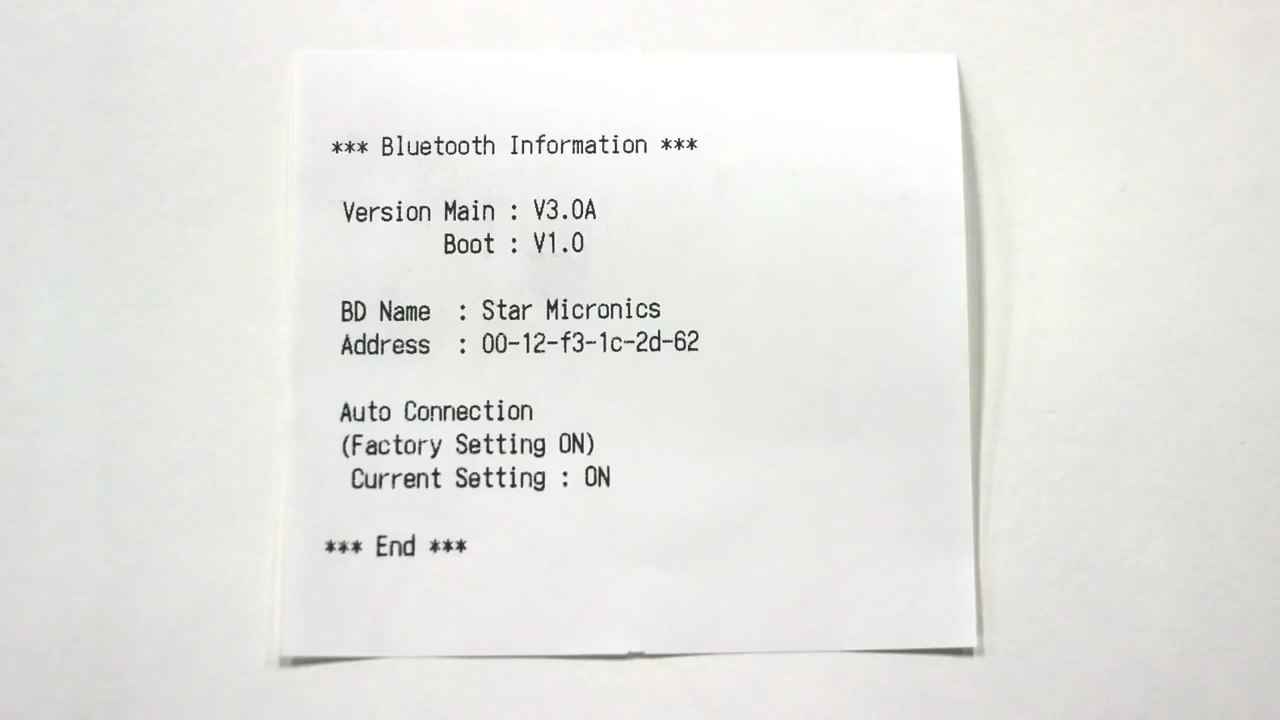 *** Bluetooth Information ***
Version Main : V3.0A
Boot : V1.0
BD Name : Star Micronics
Address : 00-12-f3-1c-2d-62
Auto Connection
(Factory Setting ON)
Current Setting : ON
*** End ***